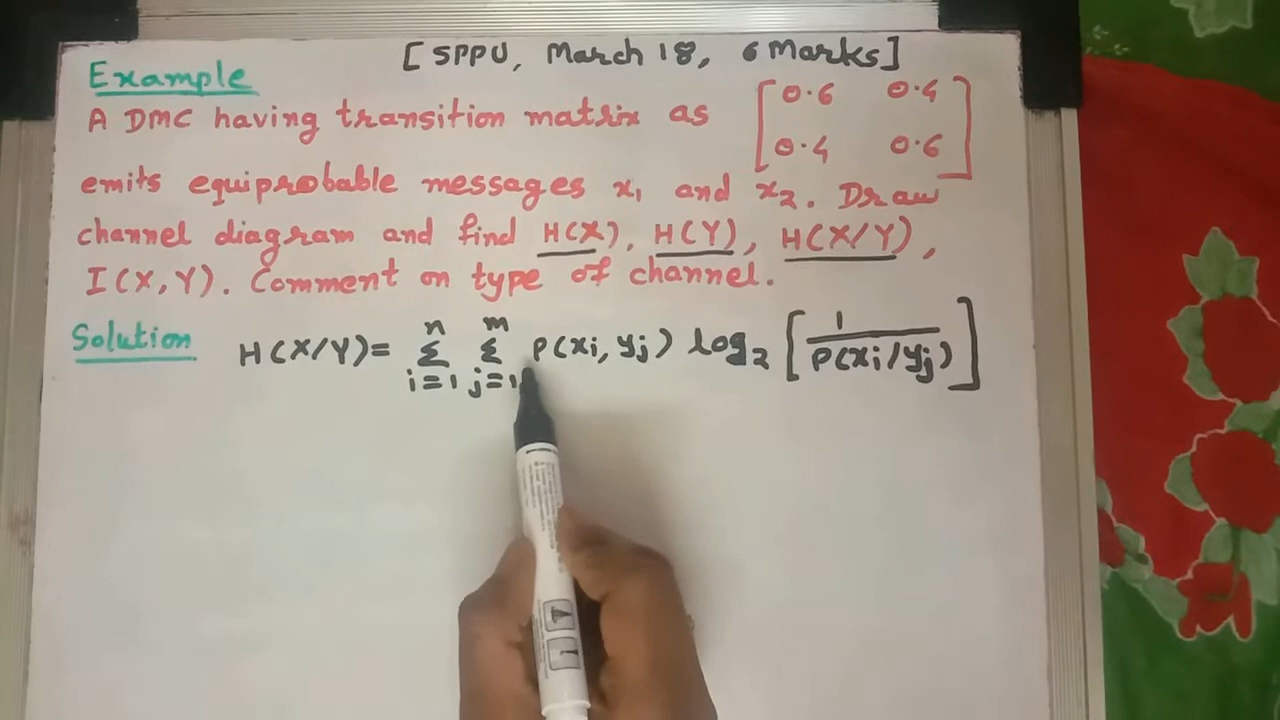 [SPPU, March 18, 6 Marks]
Example
A DMC having transition matrix as [0.6 0.4
0.4 0.6]
emits equiprobable messages x₁ and x₂. Draw
channel diagram and find H(X), H(Y), H(X/Y),
I(X,Y). Comment on type of channel.
Solution H(X/Y)= n Σ i=1 m Σ j=1 P(xi, yj) log₂ [1 / P(xi/yj)]